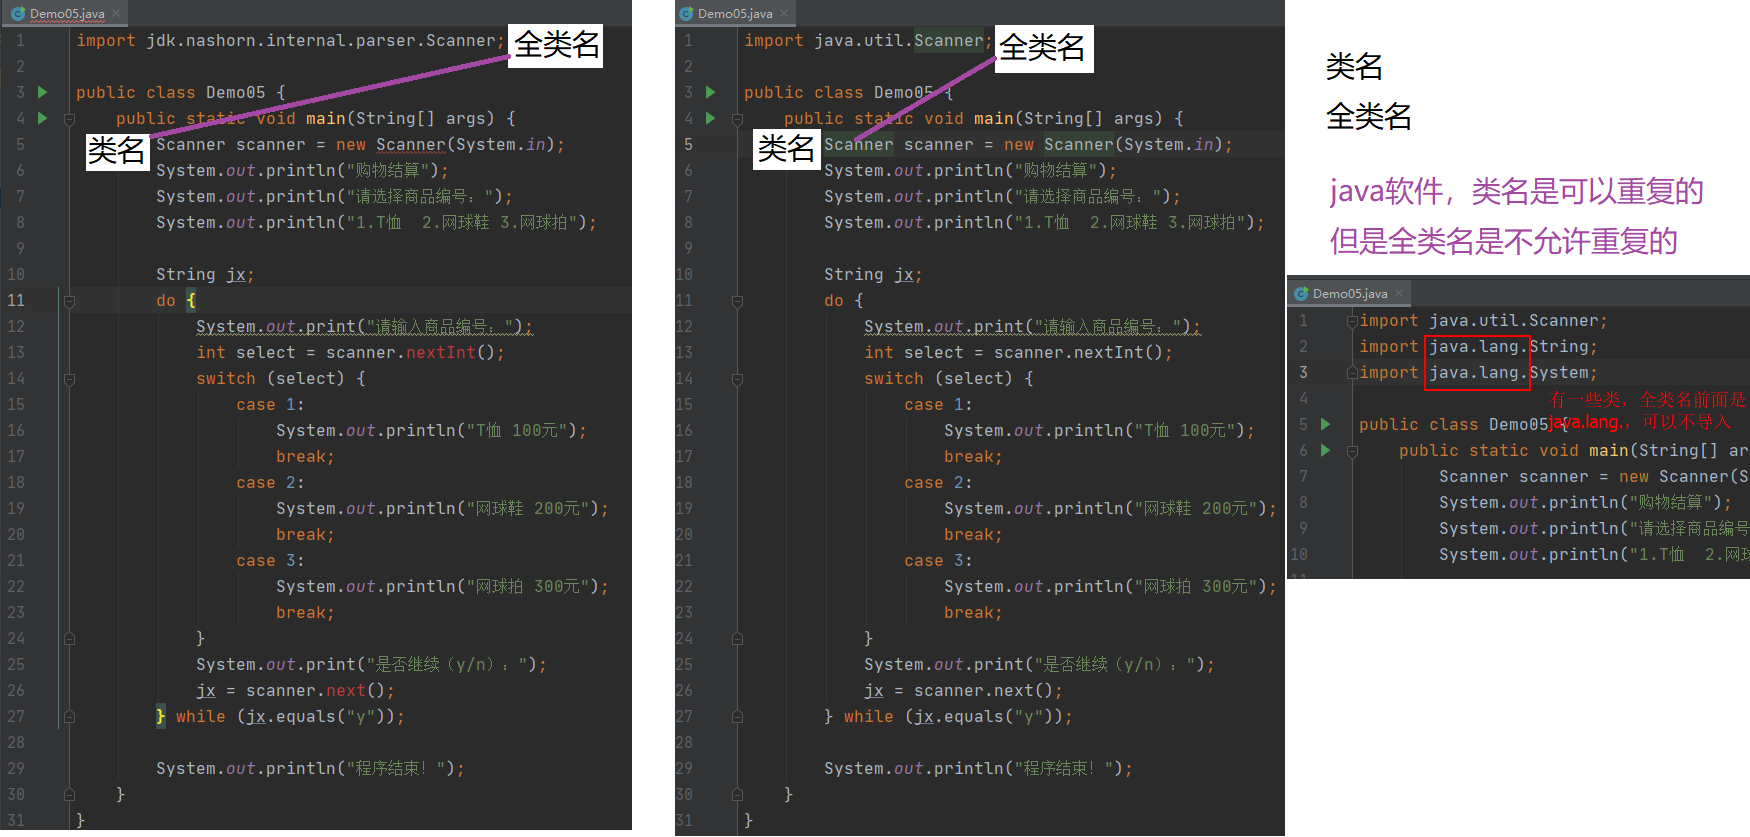 Demo05.java
1 import jdk.nashorn.internal.parser.Scanner;
全类名
2
3 public class Demo05 {
4 public static void main(String[] args) {
类名
5 Scanner scanner = new Scanner(System.in);
6 System.out.println("购物结算");
7 System.out.println("请选择商品编号：");
8 System.out.println("1.T恤  2.网球鞋 3.网球拍");
9
10 String jx;
11 do {
12 System.out.print("请输入商品编号：");
13 int select = scanner.nextInt();
14 switch (select) {
15 case 1:
16 System.out.println("T恤 100元");
17 break;
18 case 2:
19 System.out.println("网球鞋 200元");
20 break;
21 case 3:
22 System.out.println("网球拍 300元");
23 break;
24 }
25 System.out.print("是否继续（y/n）：");
26 jx = scanner.next();
27 } while (jx.equals("y"));
28
29 System.out.println("程序结束！");
30 }
31 }
Demo05.java
1 import java.util.Scanner;
全类名
2
3 public class Demo05 {
4 public static void main(String[] args) {
类名
5 Scanner scanner = new Scanner(System.in);
6 System.out.println("购物结算");
7 System.out.println("请选择商品编号：");
8 System.out.println("1.T恤  2.网球鞋 3.网球拍");
9
10 String jx;
11 do {
12 System.out.print("请输入商品编号：");
13 int select = scanner.nextInt();
14 switch (select) {
15 case 1:
16 System.out.println("T恤 100元");
17 break;
18 case 2:
19 System.out.println("网球鞋 200元");
20 break;
21 case 3:
22 System.out.println("网球拍 300元");
23 break;
24 }
25 System.out.print("是否继续（y/n）：");
26 jx = scanner.next();
27 } while (jx.equals("y"));
28
29 System.out.println("程序结束！");
30 }
31 }
类名
全类名
java软件，类名是可以重复的
但是全类名是不允许重复的
Demo05.java
1 import java.util.Scanner;
2 import java.lang.String;
3 import java.lang.System;
4
有一些类，全类名前面是
java.lang.，可以不导入
5 public class Demo05 {
6 public static void main(String[] ar
7 Scanner scanner = new Scanner(S
8 System.out.println("购物结算");
9 System.out.println("请选择商品编号
10 System.out.println("1.T恤  2.网